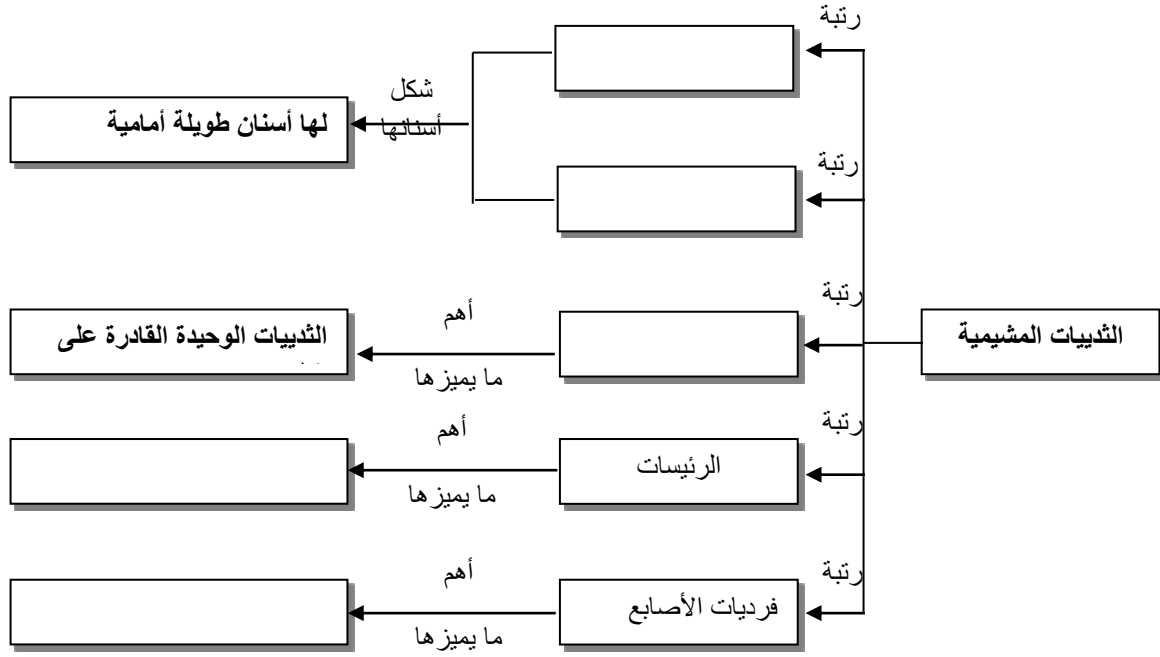 رتبة
شكل
أسنانها
لها أسنان طويلة أمامية
رتبة
رتبة
الثدييات المشيمية
أهم
ما يميزها
الثدييات الوحيدة القادرة على
رتبة
الرئيسات
أهم
ما يميزها
رتبة
فرديات الأصابع
أهم
ما يميزها